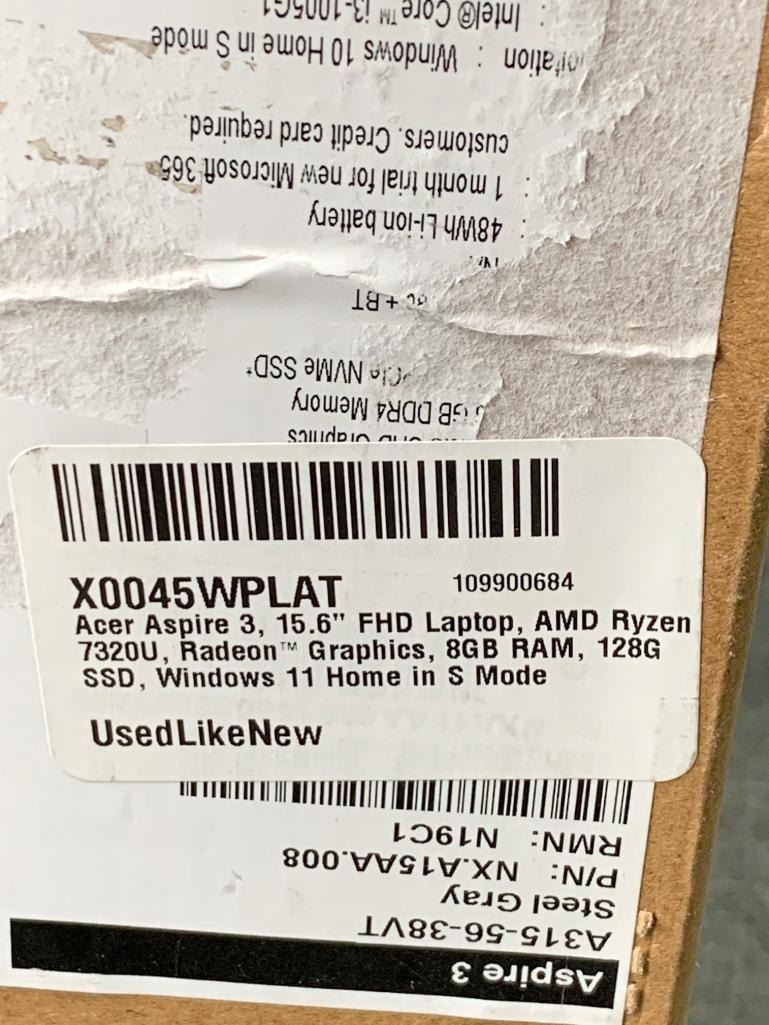 X0045WPLAT
109900684
Acer Aspire 3, 15.6" FHD Laptop, AMD Ryzen
7320U, Radeon™ Graphics, 8GB RAM, 128G
SSD, Windows 11 Home in S Mode
UsedLikeNew
Aspire 3
A315-56-38VT
Steel Gray
P/N: NX.A15AA.008
RMN: N19C1
Graphics
GB DDR4 Memory
NVMe SSD*
+ BT
48Wh Li-ion battery
: 1 month trial for new Microsoft 365
customers. Credit card required.
: Windows 10 Home in S mode
: Intel® Core™ i3-1005G1